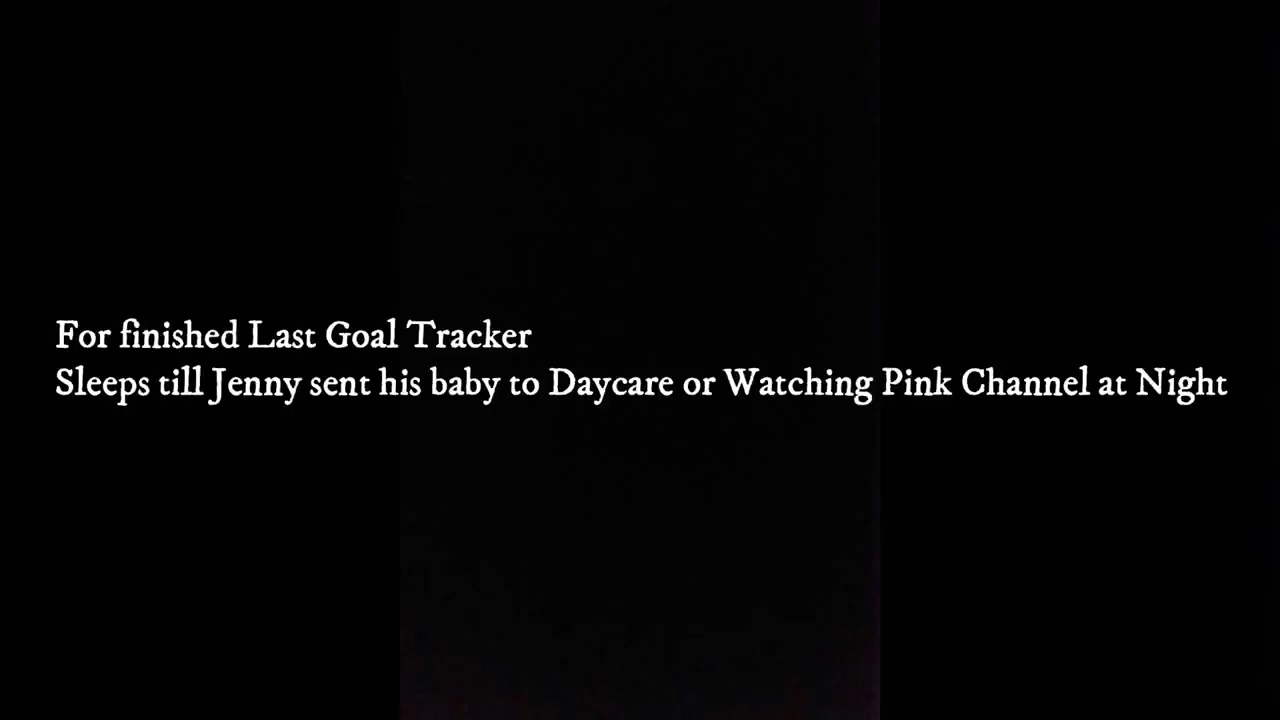 For finished Last Goal Tracker
Sleeps till Jenny sent his baby to Daycare or Watching Pink Channel at Night